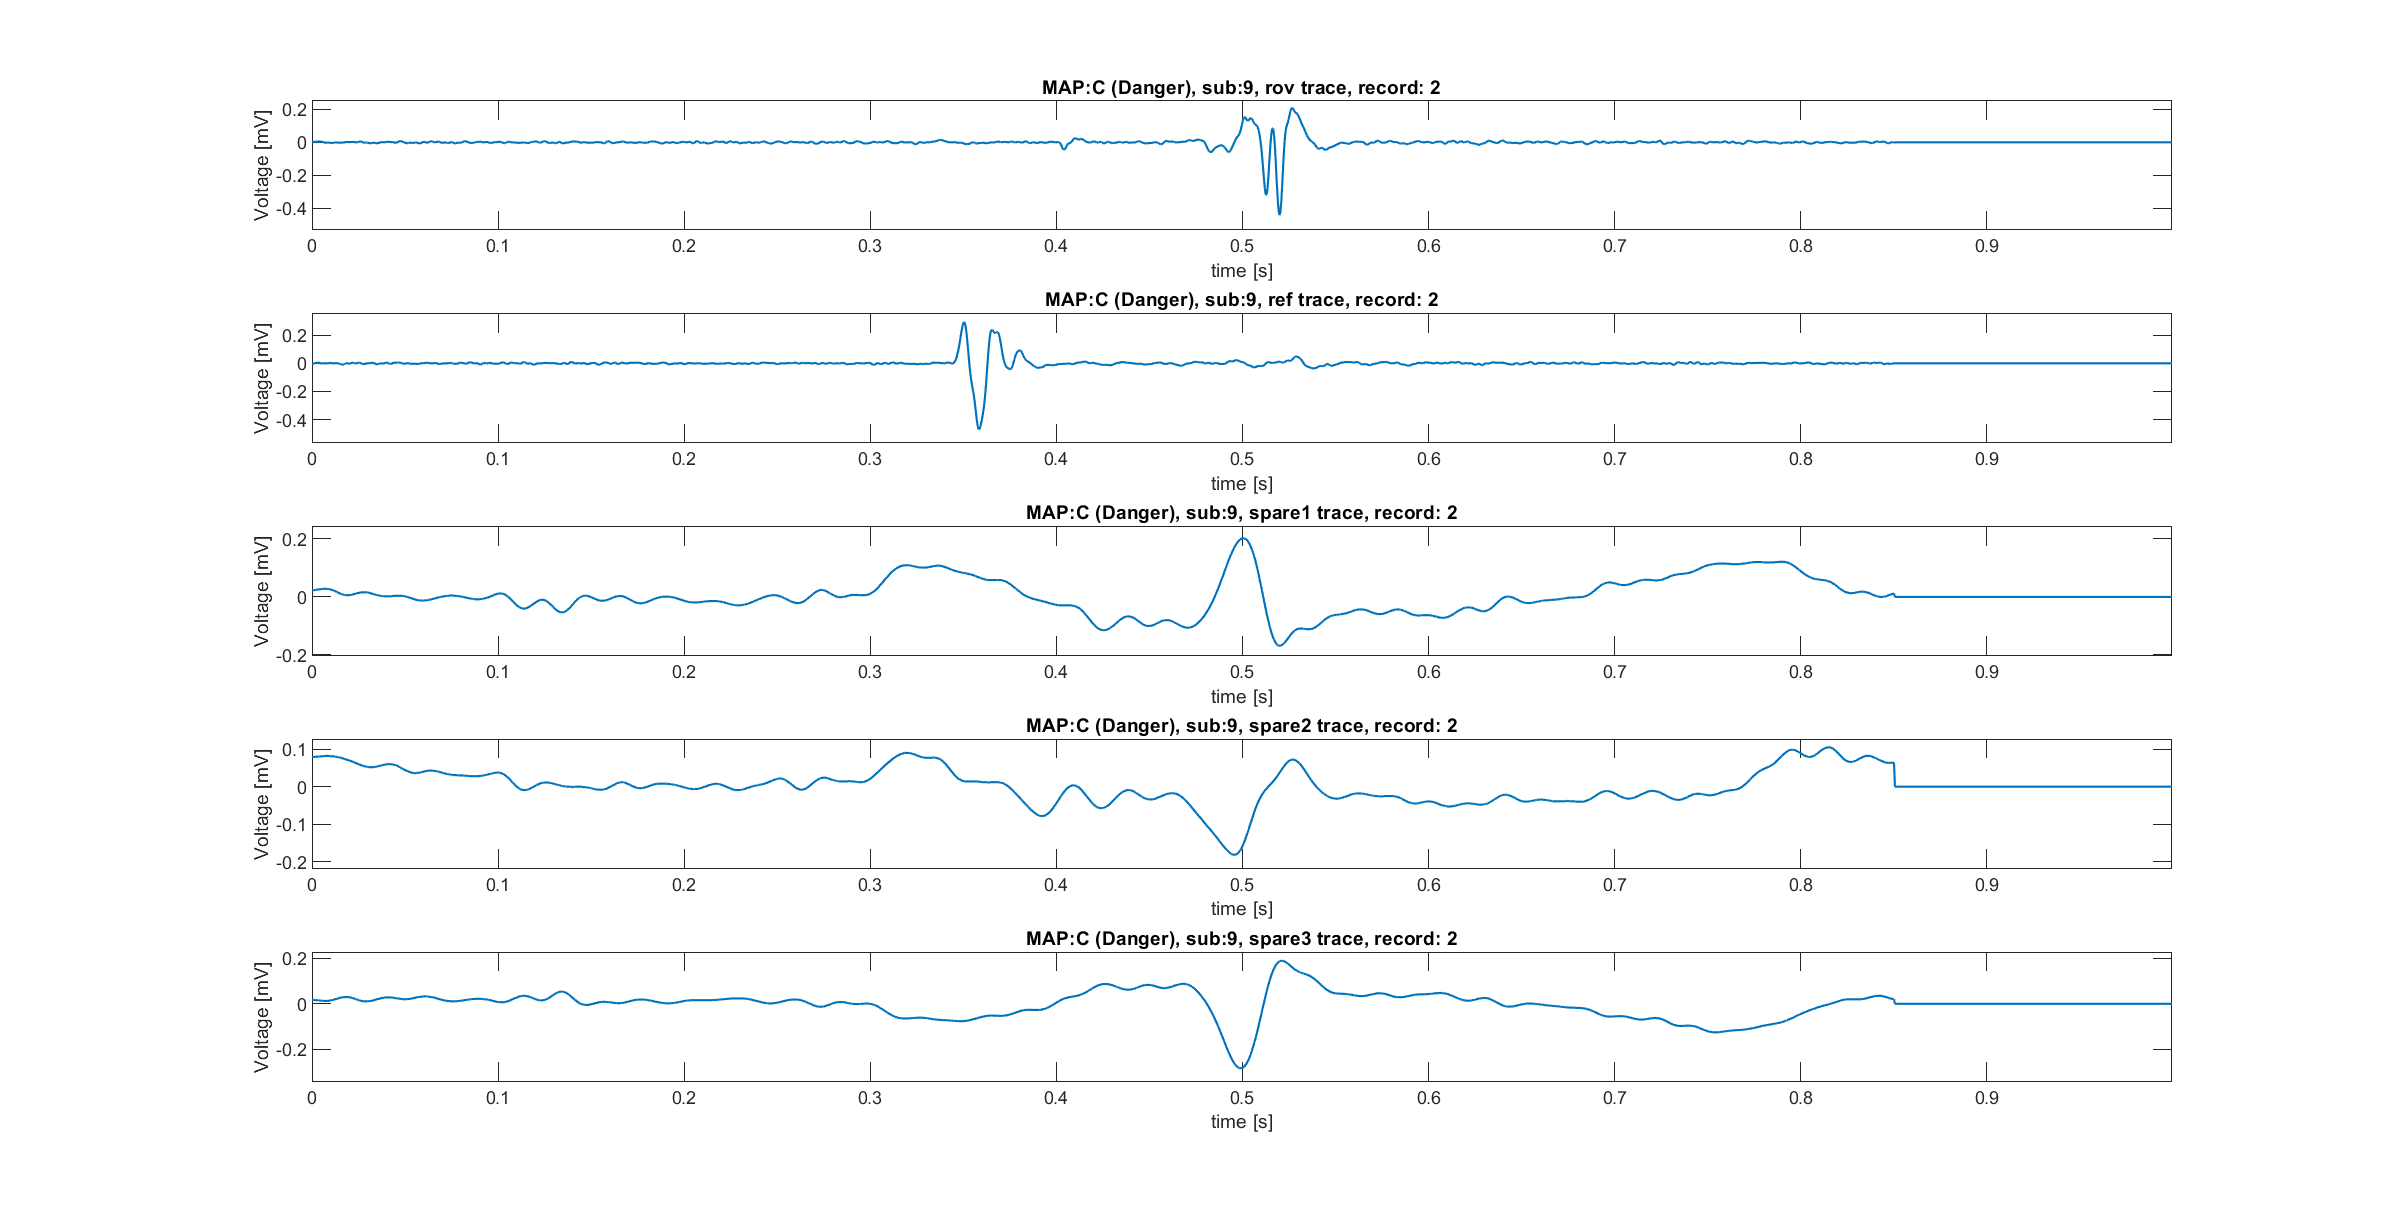 MAP:C (Danger), sub:9, rov trace, record: 2
Voltage [mV]
0.2
0
-0.2
-0.4
0 0.1 0.2 0.3 0.4 0.5 0.6 0.7 0.8 0.9
time [s]
MAP:C (Danger), sub:9, ref trace, record: 2
Voltage [mV]
0.2
0
-0.2
-0.4
0 0.1 0.2 0.3 0.4 0.5 0.6 0.7 0.8 0.9
time [s]
MAP:C (Danger), sub:9, spare1 trace, record: 2
Voltage [mV]
0.2
0
-0.2
0 0.1 0.2 0.3 0.4 0.5 0.6 0.7 0.8 0.9
time [s]
MAP:C (Danger), sub:9, spare2 trace, record: 2
Voltage [mV]
0.1
0
-0.1
-0.2
0 0.1 0.2 0.3 0.4 0.5 0.6 0.7 0.8 0.9
time [s]
MAP:C (Danger), sub:9, spare3 trace, record: 2
Voltage [mV]
0.2
0
-0.2
0 0.1 0.2 0.3 0.4 0.5 0.6 0.7 0.8 0.9
time [s]